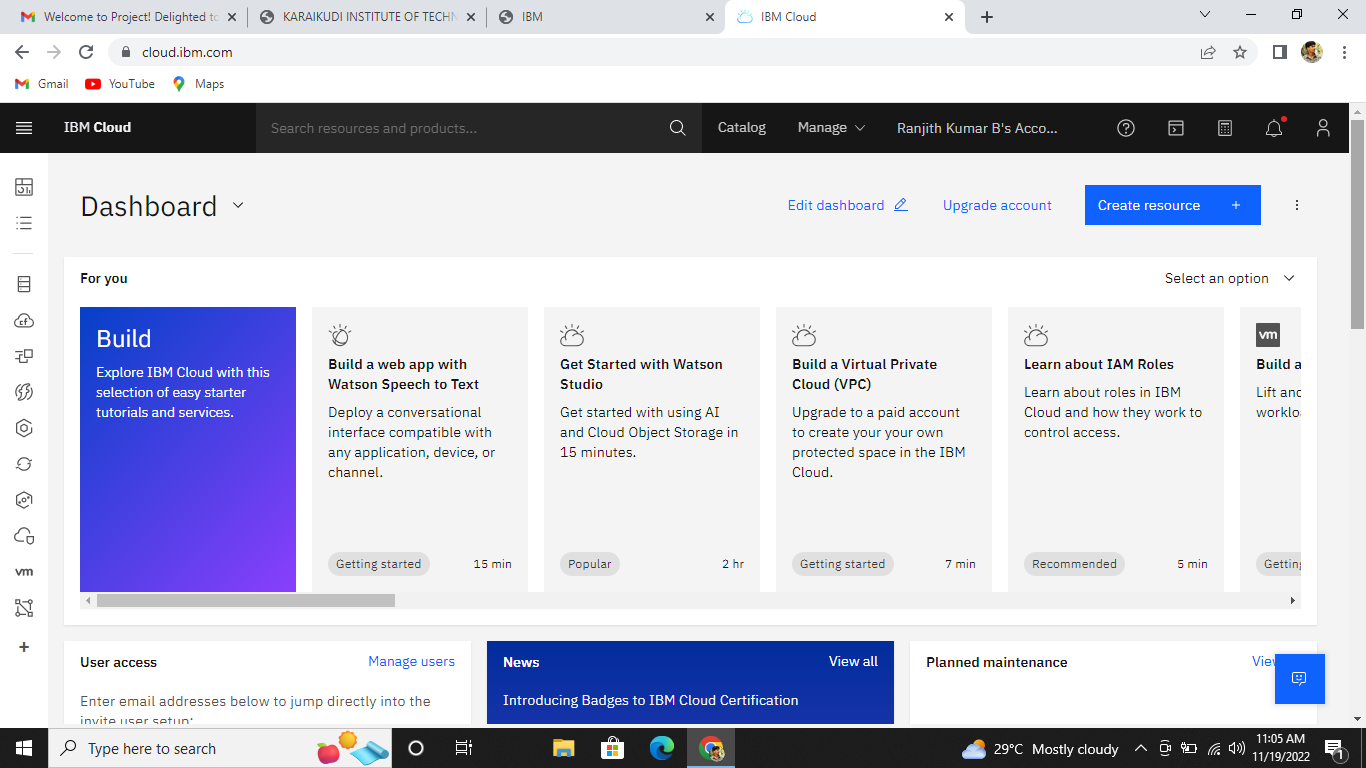 Welcome to Project! Delighted to
KARAIKUDI INSTITUTE OF TECHN
IBM
IBM Cloud
cloud.ibm.com
Gmail
YouTube
Maps
IBM Cloud
Search resources and products...
Catalog
Manage
Ranjith Kumar B's Acco...
Dashboard
Edit dashboard
Upgrade account
Create resource +
For you
Select an option
Build
Explore IBM Cloud with this
selection of easy starter
tutorials and services.
Build a web app with
Watson Speech to Text
Deploy a conversational
interface compatible with
any application, device, or
channel.
Getting started
15 min
Get Started with Watson
Studio
Get started with using AI
and Cloud Object Storage in
15 minutes.
Popular
2 hr
Build a Virtual Private
Cloud (VPC)
Upgrade to a paid account
to create your your own
protected space in the IBM
Cloud.
Getting started
7 min
Learn about IAM Roles
Learn about roles in IBM
Cloud and how they work to
control access.
Recommended
5 min
vm
Build a
Lift and
worklo
Getting
cf
vm
User access
Manage users
Enter email addresses below to jump directly into the
invite user setup:
News
View all
Introducing Badges to IBM Cloud Certification
Planned maintenance
View
Type here to search
29°C Mostly cloudy
11:05 AM
11/19/2022
1